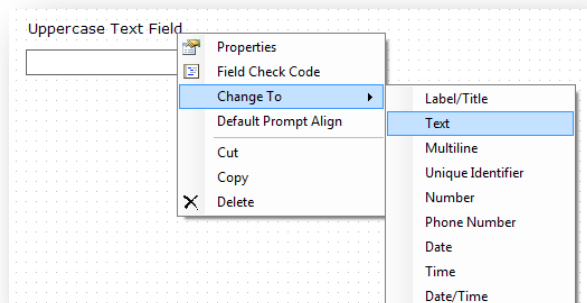 Uppercase Text Field
Properties
Field Check Code
Change To
Default Prompt Align
Cut
Copy
Delete
Label/Title
Text
Multiline
Unique Identifier
Number
Phone Number
Date
Time
Date/Time